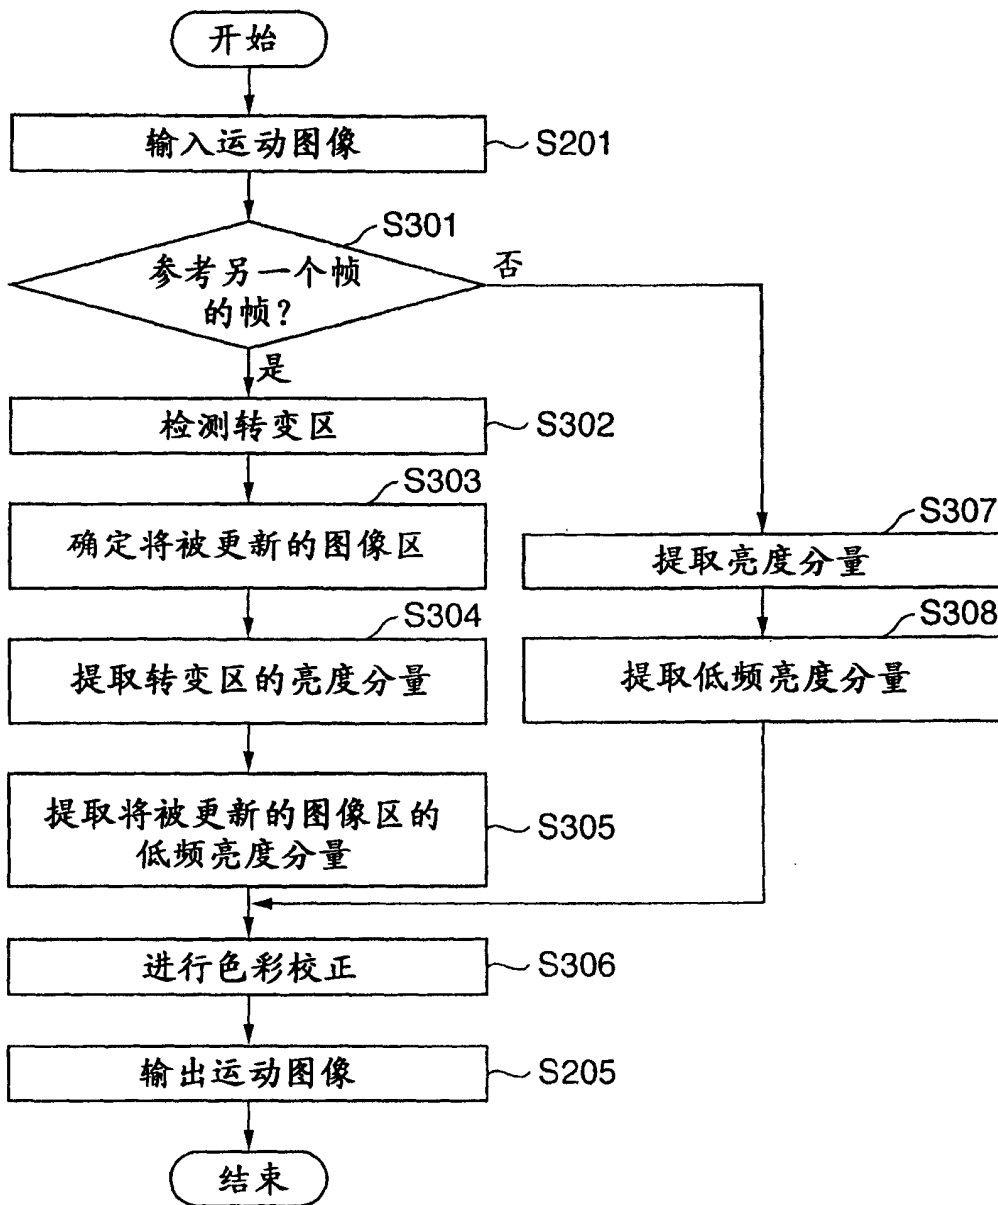 开始
输入运动图像
S201
S301
参考另一个帧
的帧?
否
是
检测转变区
S302
S303
确定将被更新的图像区
S304
提取转变区的亮度分量
提取将被更新的图像区的
低频亮度分量
S305
S307
提取亮度分量
S308
提取低频亮度分量
进行色彩校正
S306
输出运动图像
S205
结束